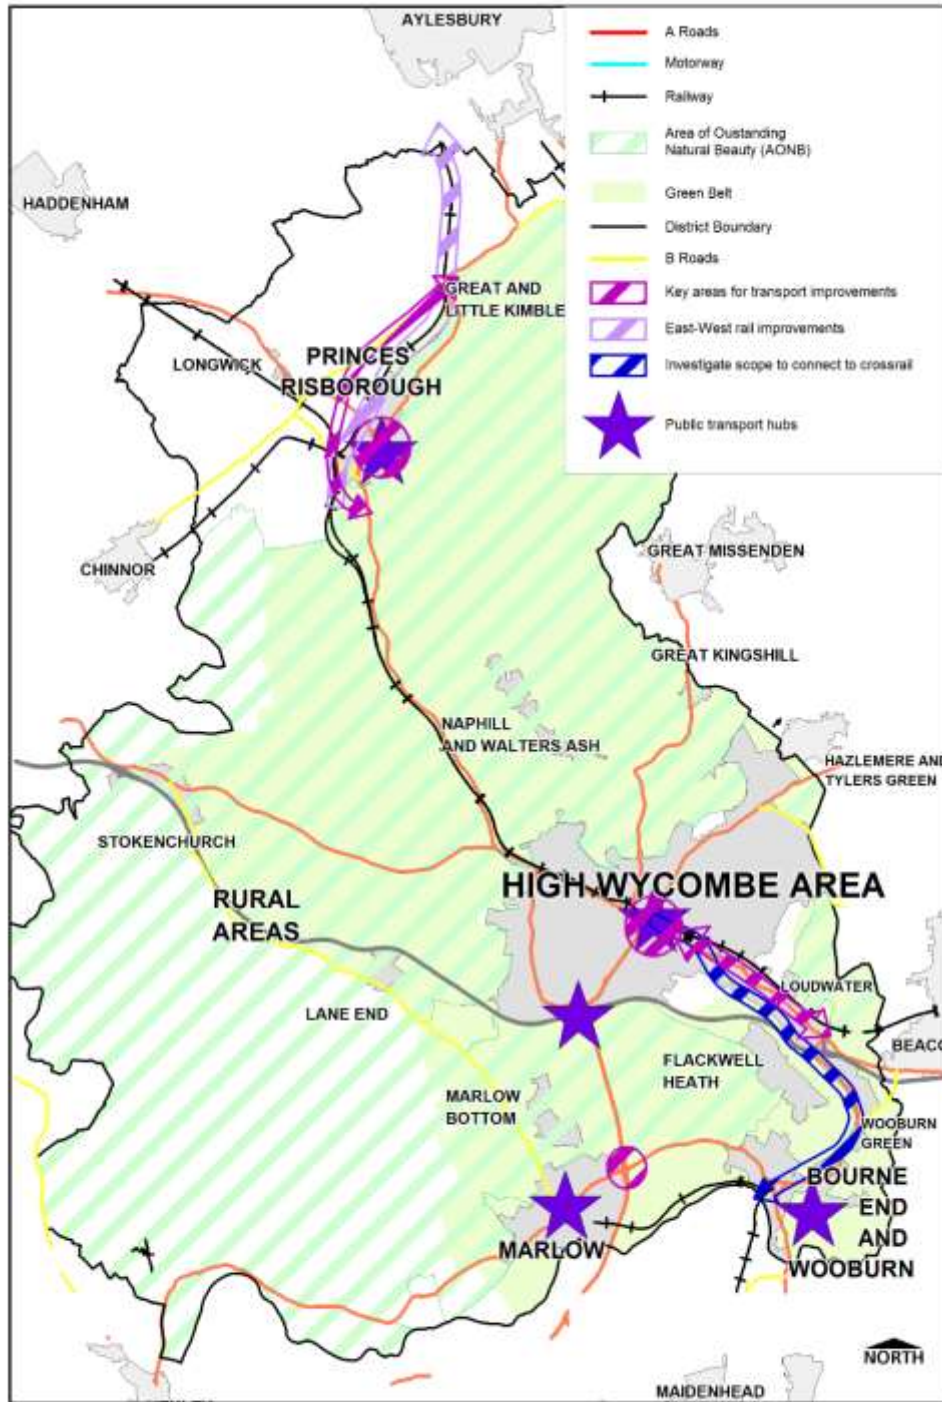 AYLESBURY
A Roads
Motorway
Railway
Area of Oustanding
Natural Beauty (AONB)
Green Belt
District Boundary
B Roads
Key areas for transport improvements
East-West rail improvements
Investigate scope to connect to crossrail
Public transport hubs
HADDENHAM
GREAT AND
LITTLE KIMBLE
LONGWICK
PRINCES
RISBOROUGH
CHINNOR
GREAT MISSENDEN
GREAT KINGSHILL
NAPHILL
AND WALTERS ASH
HAZLEMERE AND
TYLERS GREEN
STOKENCHURCH
HIGH WYCOMBE AREA
RURAL
AREAS
LOUDWATER
LANE END
BEACO
FLACKWELL
HEATH
MARLOW
BOTTOM
WOOBURN
GREEN
BOURNE
END
AND
WOOBURN
MARLOW
NORTH
MAIDENHEAD